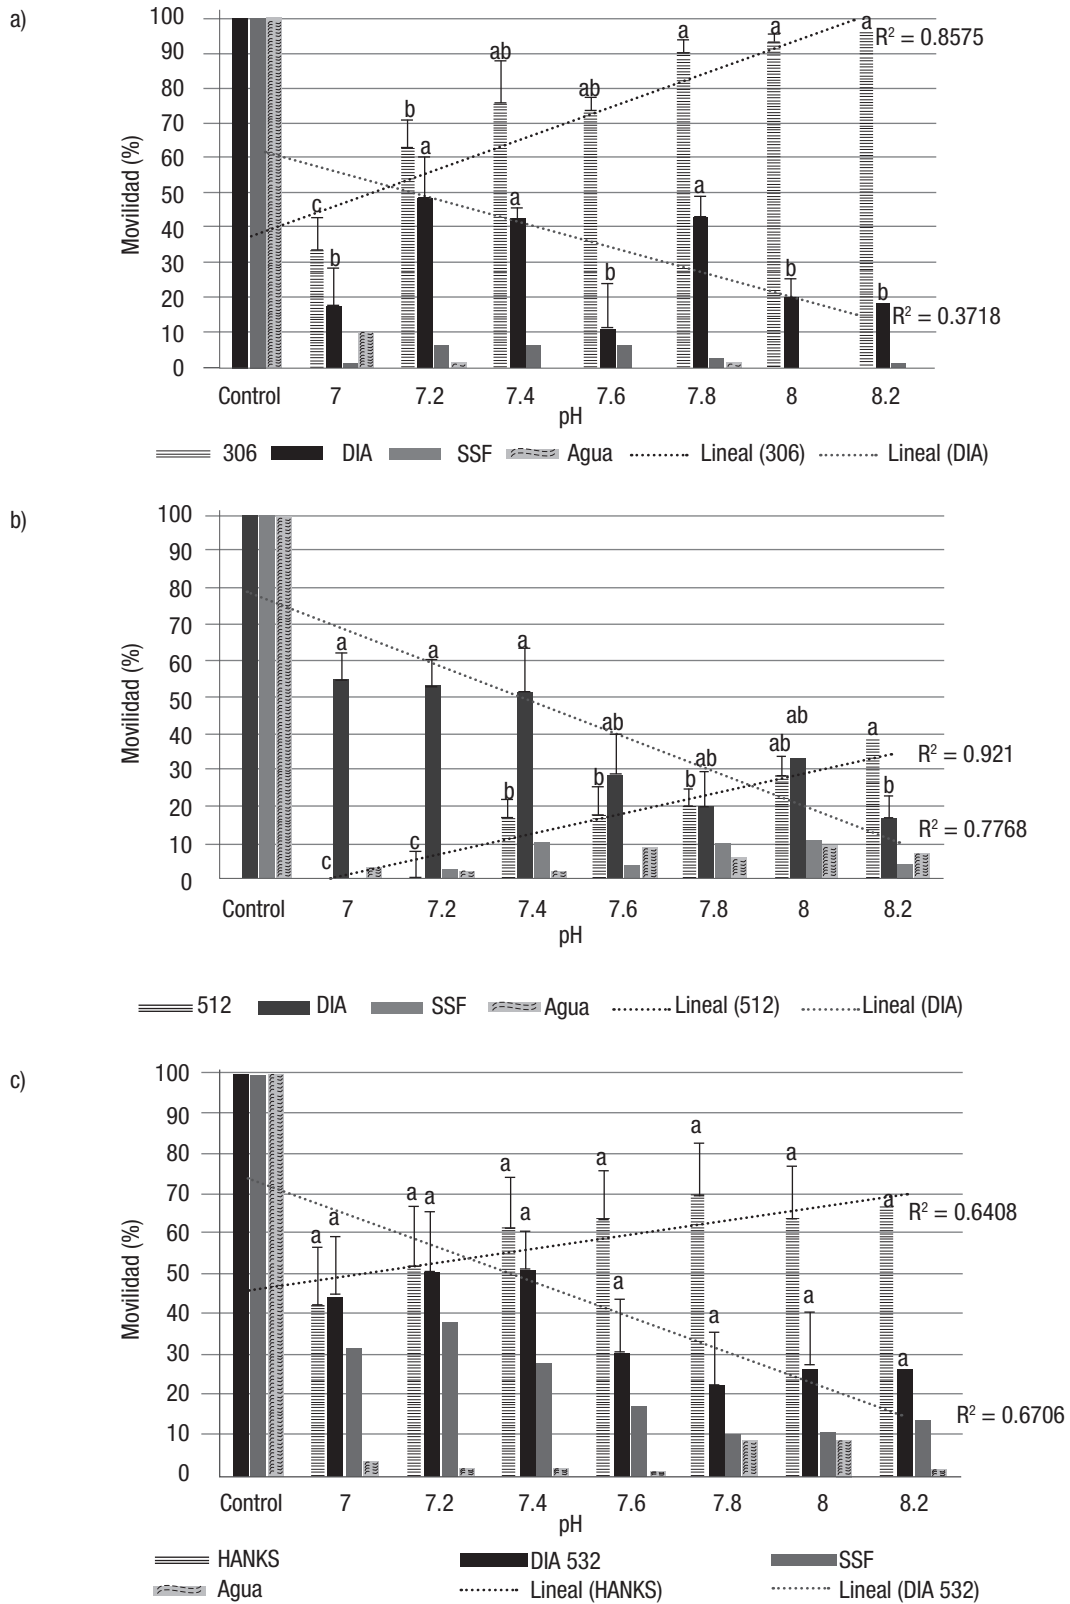 a)
100
90
80
70
60
50
40
30
20
10
0
Movilidad (%)
c
b
b
a
ab
a
ab
b
a
a
a
b
a
b
R² = 0.8575
R² = 0.3718
Control 7 7.2 7.4 7.6 7.8 8 8.2
pH
306 DIA SSF Agua Lineal (306) Lineal (DIA)
b)
100
90
80
70
60
50
40
30
20
10
0
Movilidad (%)
c
a
c
a
b
a
b
ab
b
ab
ab
ab
a
b
R² = 0.921
R² = 0.7768
Control 7 7.2 7.4 7.6 7.8 8 8.2
pH
512 DIA SSF Agua Lineal (512) Lineal (DIA)
c)
100
90
80
70
60
50
40
30
20
10
0
Movilidad (%)
a
a
a
a
a
a
a
a
a
a
a
a
a
a
R² = 0.6408
R² = 0.6706
Control 7 7.2 7.4 7.6 7.8 8 8.2
pH
HANKS DIA 532 SSF
Agua Lineal (HANKS) Lineal (DIA 532)